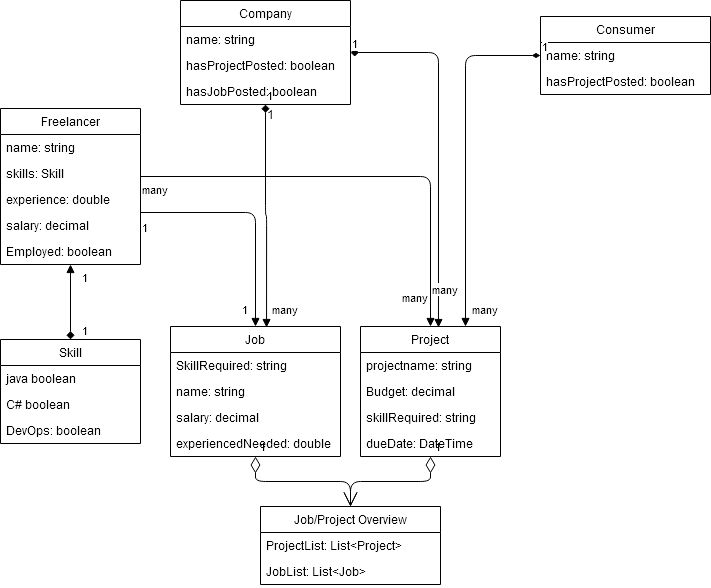 Company
name: string
hasProjectPosted: boolean
hasJobPosted: boolean
1
1
1
Consumer
name: string
hasProjectPosted: boolean
1
Freelancer
name: string
skills: Skill
experience: double
salary: decimal
Employed: boolean
many
1
1
1
Skill
java boolean
C# boolean
DevOps: boolean
1
many
many
many
many
Job
SkillRequired: string
name: string
salary: decimal
experiencedNeeded: double
1
Project
projectname: string
Budget: decimal
skillRequired: string
dueDate: DateTime
1
Job/Project Overview
ProjectList: List<Project>
JobList: List<Job>